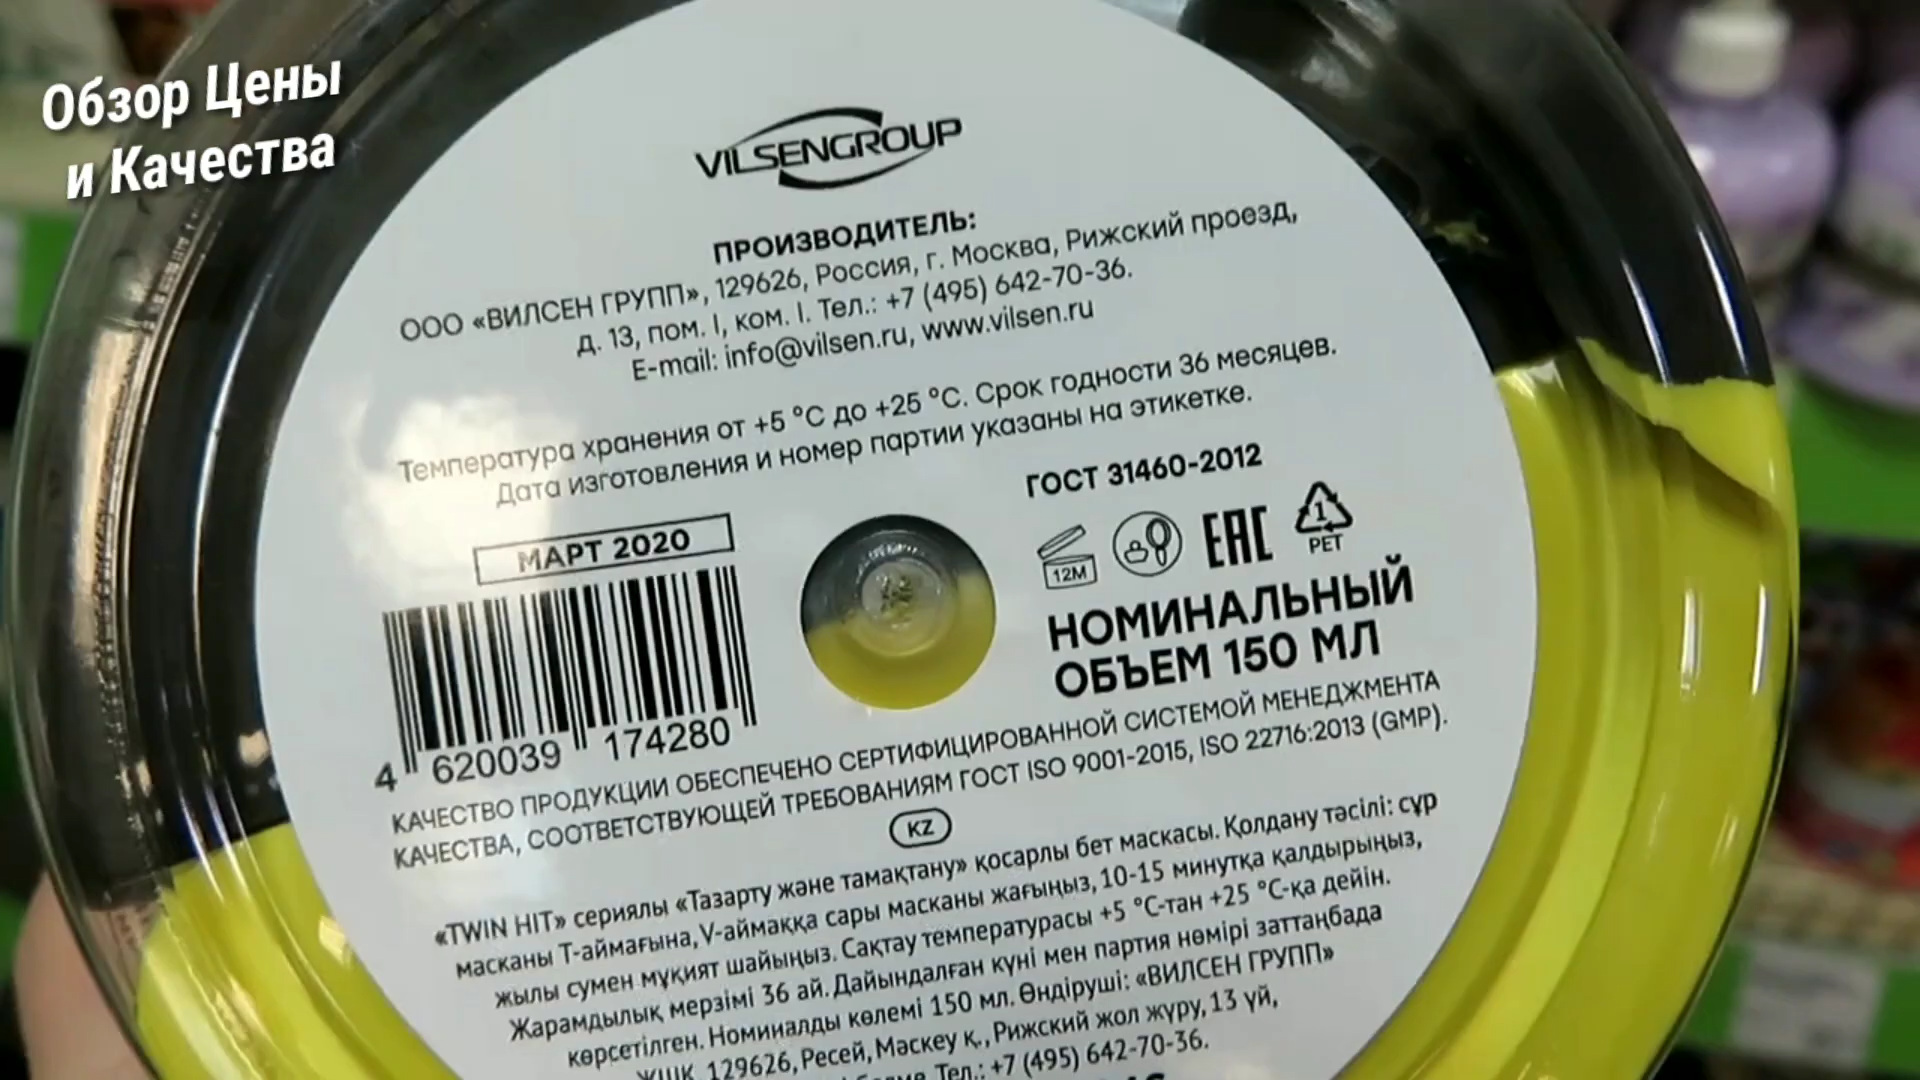 Обзор Цены
и Качества
VILSENGROUP
ПРОИЗВОДИТЕЛЬ:
ООО «ВИЛСЕН ГРУПП», 129626, Россия, г. Москва, Рижский проезд,
д. 13, пом. I, ком. I. Тел.: +7 (495) 642-70-36.
E-mail: info@vilsen.ru, www.vilsen.ru
Температура хранения от +5 °C до +25 °C. Срок годности 36 месяцев.
Дата изготовления и номер партии указаны на этикетке.
МАРТ 2020
4 620039 174280
ГОСТ 31460-2012
12M
EAC
1
PET
НОМИНАЛЬНЫЙ
ОБЪЕМ 150 МЛ
КАЧЕСТВО ПРОДУКЦИИ ОБЕСПЕЧЕНО СЕРТИФИЦИРОВАННОЙ СИСТЕМОЙ МЕНЕДЖМЕНТА
КАЧЕСТВА, СООТВЕТСТВУЮЩЕЙ ТРЕБОВАНИЯМ ГОСТ ISO 9001-2015, ISO 22716:2013 (GMP).
KZ
«TWIN HIT» сериялы «Тазарту және тамақтану» қосарлы бет маскасы. Қолдану тәсілі: сұр
масканы Т-аймағына, V-аймаққа сары масканы жағыңыз, 10-15 минутқа қалдырыңыз,
жылы сумен мұқият шайыңыз. Сақтау температурасы +5 °C-тан +25 °C-қа дейін.
Жарамдылық мерзімі 36 ай. Дайындалған күні мен партия нөмірі заттаңбада
көрсетілген. Номиналды көлемі 150 мл. Өндіруші: «ВИЛСЕН ГРУПП»
ЖШК 129626, Ресей, Мәскеу қ., Рижский жол жүру, 13 үй,
Тел.: +7 (495) 642-70-36.